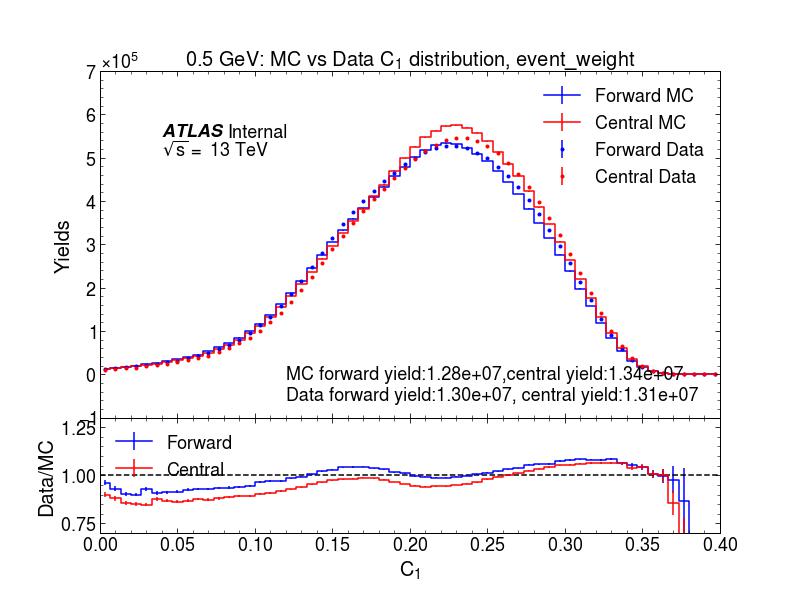 0.5 GeV: MC vs Data C₁ distribution, event_weight
×10⁵
7
6
5
4
3
2
1
0
−1
Yields
ATLAS Internal
√s = 13 TeV
Forward MC
Central MC
Forward Data
Central Data
MC forward yield:1.28e+07,central yield:1.34e+07
Data forward yield:1.30e+07, central yield:1.31e+07
1.25
1.00
0.75
Data/MC
Forward
Central
0.00 0.05 0.10 0.15 0.20 0.25 0.30 0.35 0.40
C₁